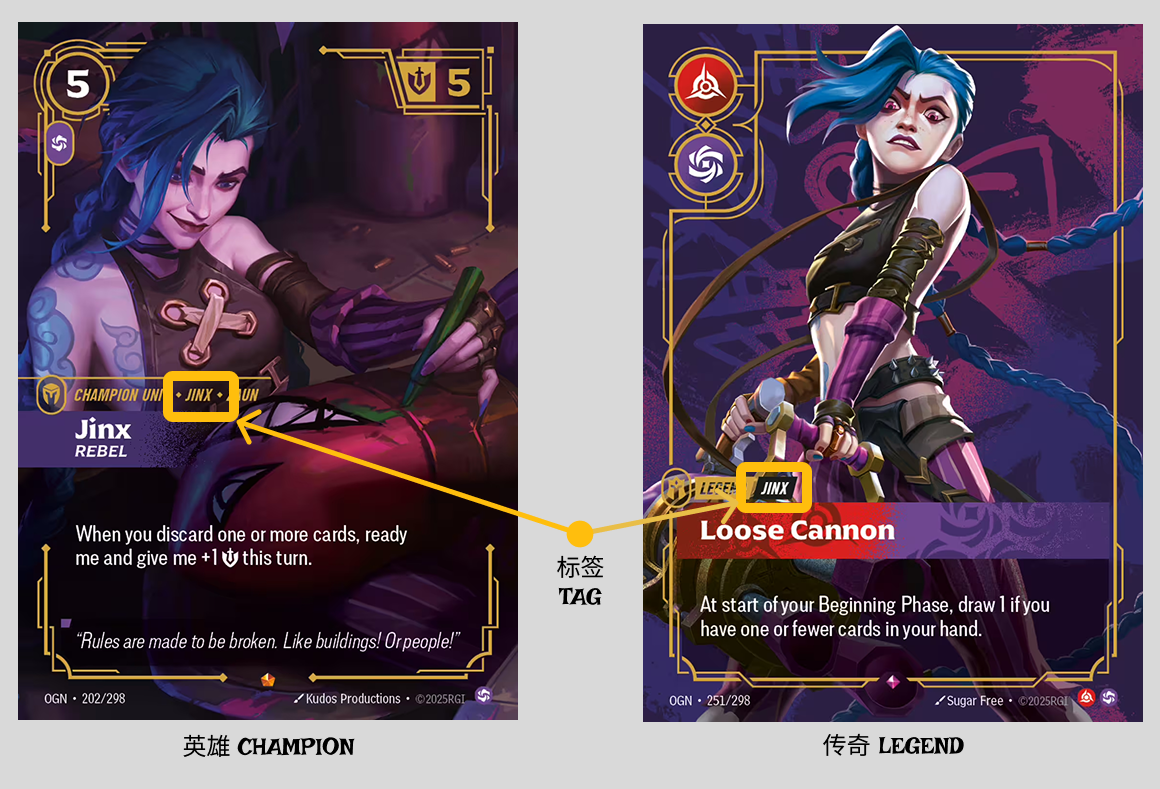 5
5
CHAMPION UNI
JINX
Jinx
REBEL
When you discard one or more cards, ready
me and give me +1 this turn.
“Rules are made to be broken. Like buildings! Or people!”
OGN • 202/298
Kudos Productions • ©2025RGI
英雄 CHAMPION
标签
TAG
JINX
Loose Cannon
At start of your Beginning Phase, draw 1 if you
have one or fewer cards in your hand.
OGN • 251/298
Sugar Free • ©2025RGI
传奇 LEGEND